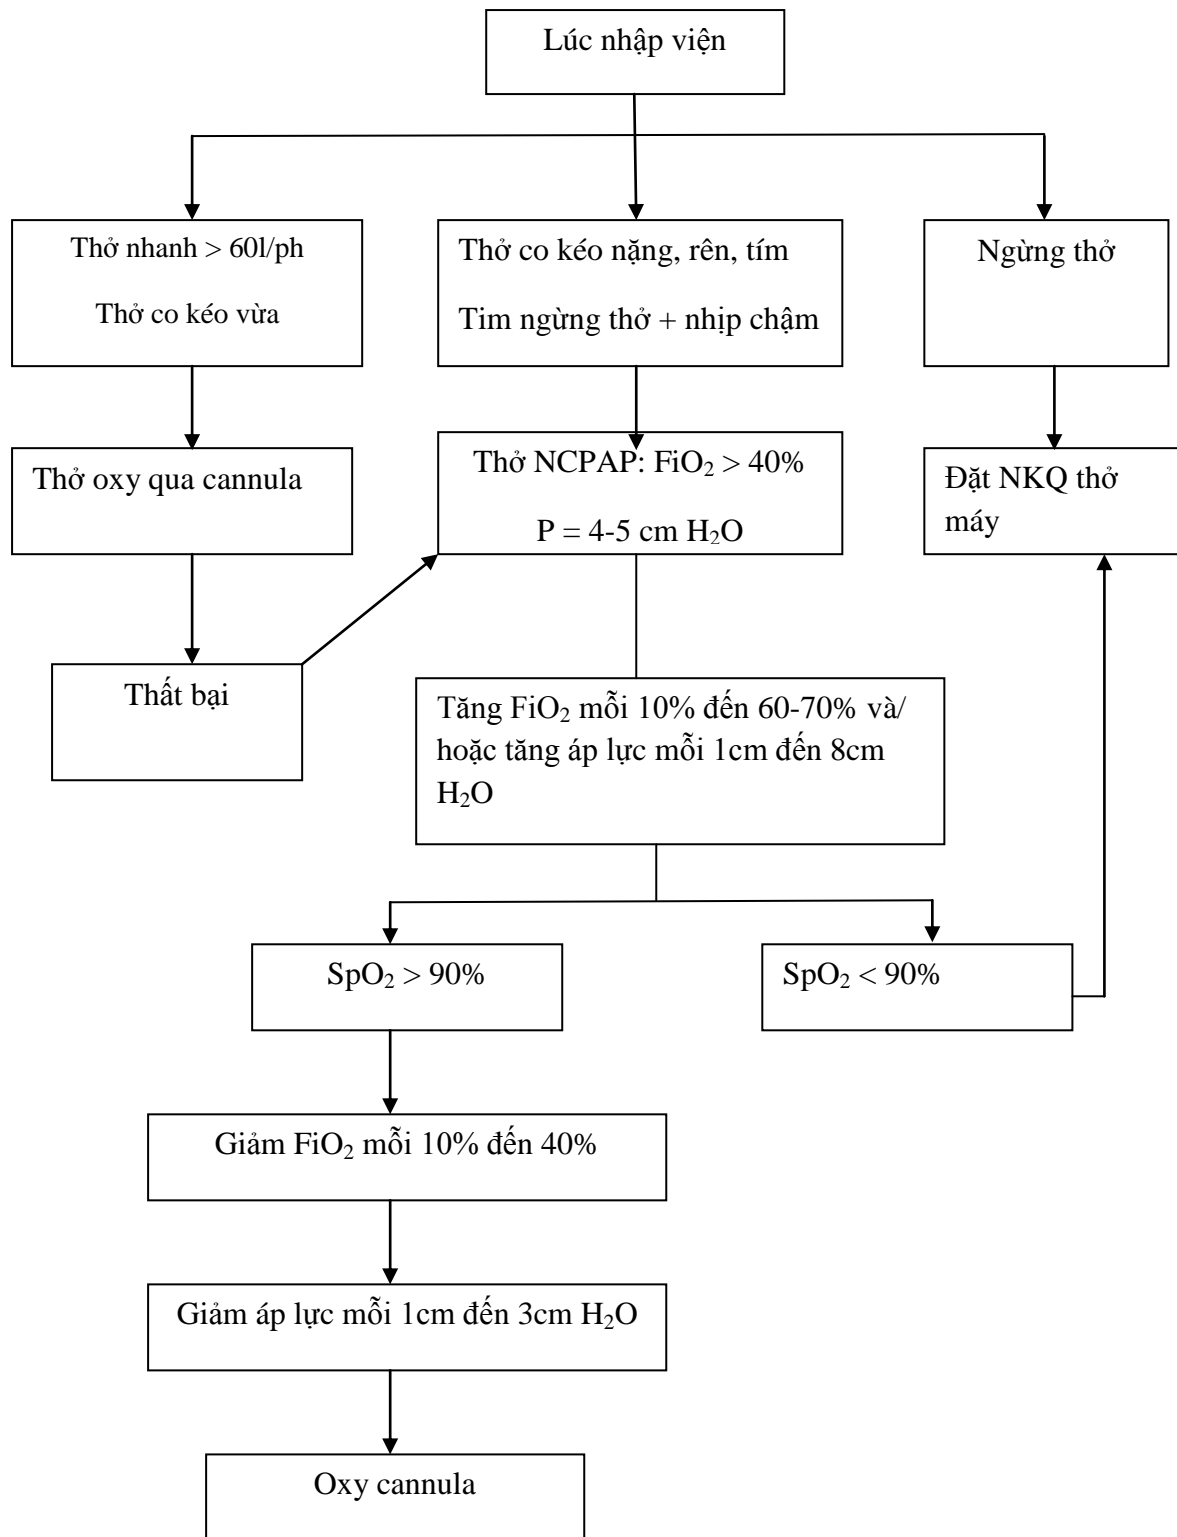 Lúc nhập viện
Thở nhanh > 60l/ph
Thở co kéo vừa
Thở co kéo nặng, rên, tím
Tim ngừng thở + nhịp chậm
Ngừng thở
Thở oxy qua cannula
Thở NCPAP: FiO₂ > 40%
P = 4-5 cm H₂O
Đặt NKQ thở
máy
Thất bại
Tăng FiO₂ mỗi 10% đến 60-70% và/
hoặc tăng áp lực mỗi 1cm đến 8cm
H₂O
SpO₂ > 90%
SpO₂ < 90%
Giảm FiO₂ mỗi 10% đến 40%
Giảm áp lực mỗi 1cm đến 3cm H₂O
Oxy cannula